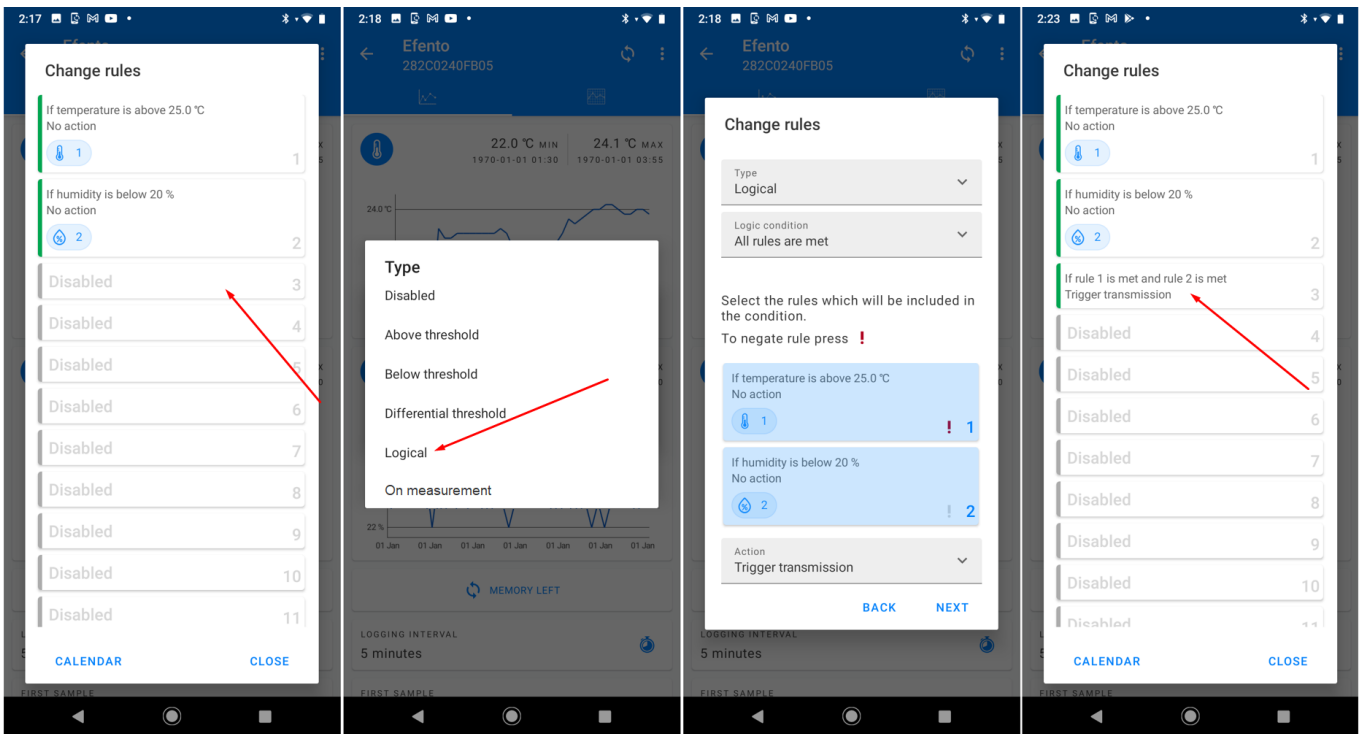 2:17
Change rules
If temperature is above 25.0 °C
No action
1
1
If humidity is below 20 %
No action
2
2
Disabled
3
Disabled
4
Disabled
5
Disabled
6
Disabled
7
Disabled
8
Disabled
9
Disabled
10
Disabled
11
CALENDAR
CLOSE
FIRST SAMPLE
2:18
Efento
282C0240FB05
22.0 °C MIN
24.1 °C MAX
1970-01-01 01:30
1970-01-01 03:55
24.0 °C
Type
Disabled
Above threshold
Below threshold
Differential threshold
Logical
On measurement
22 %
01 Jan 01 Jan 01 Jan 01 Jan 01 Jan 01 Jan 01 Jan
MEMORY LEFT
LOGGING INTERVAL
5 minutes
FIRST SAMPLE
2:18
Efento
282C0240FB05
Change rules
Type
Logical
Logic condition
All rules are met
Select the rules which will be included in
the condition.
To negate rule press !
If temperature is above 25.0 °C
No action
1
! 1
If humidity is below 20 %
No action
2
! 2
Action
Trigger transmission
BACK
NEXT
LOGGING INTERVAL
5 minutes
FIRST SAMPLE
2:23
Change rules
If temperature is above 25.0 °C
No action
1
1
If humidity is below 20 %
No action
2
2
If rule 1 is met and rule 2 is met
Trigger transmission
3
Disabled
4
Disabled
5
Disabled
6
Disabled
7
Disabled
8
Disabled
9
Disabled
10
Disabled
11
CALENDAR
CLOSE
FIRST SAMPLE